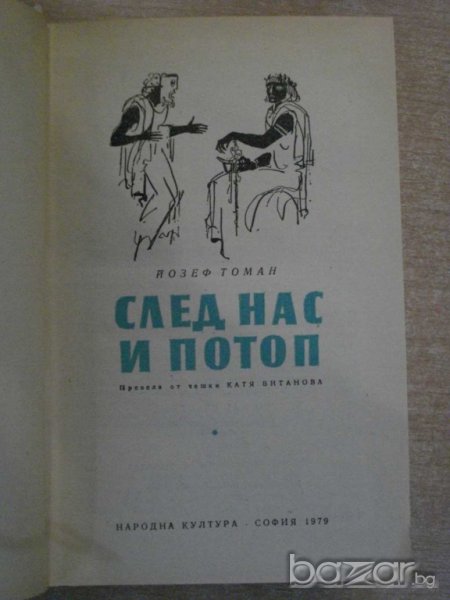 ЙОЗЕФ ТОМАН
СЛЕД НАС
И ПОТОП
Превела от чешки КАТЯ ВИТАНОВА
НАРОДНА КУЛТУРА · СОФИЯ 1979
bazar.bg